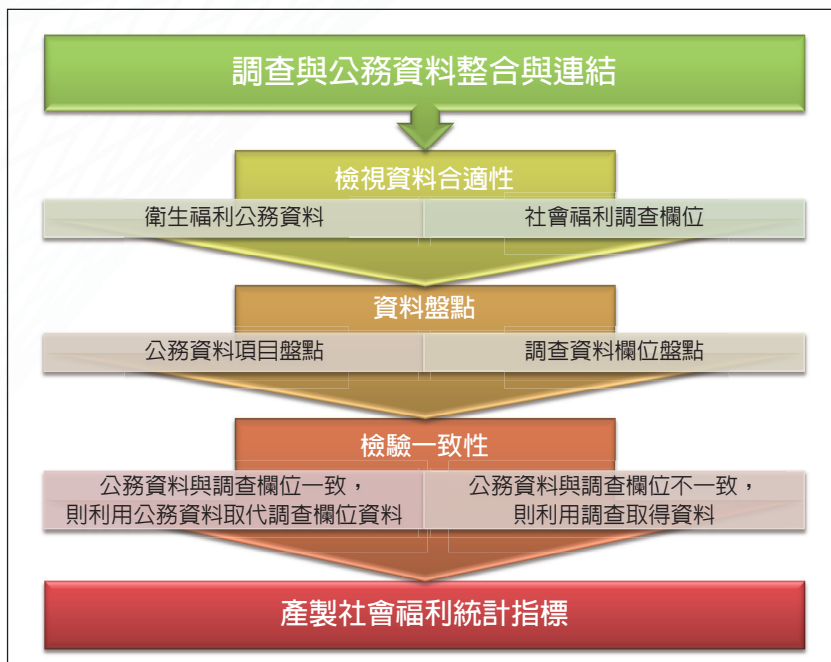 調查與公務資料整合與連結
檢視資料合適性
衛生福利公務資料
社會福利調查欄位
資料盤點
公務資料項目盤點
調查資料欄位盤點
檢驗一致性
公務資料與調查欄位一致，
則利用公務資料取代調查欄位資料
公務資料與調查欄位不一致，
則利用調查取得資料
產製社會福利統計指標